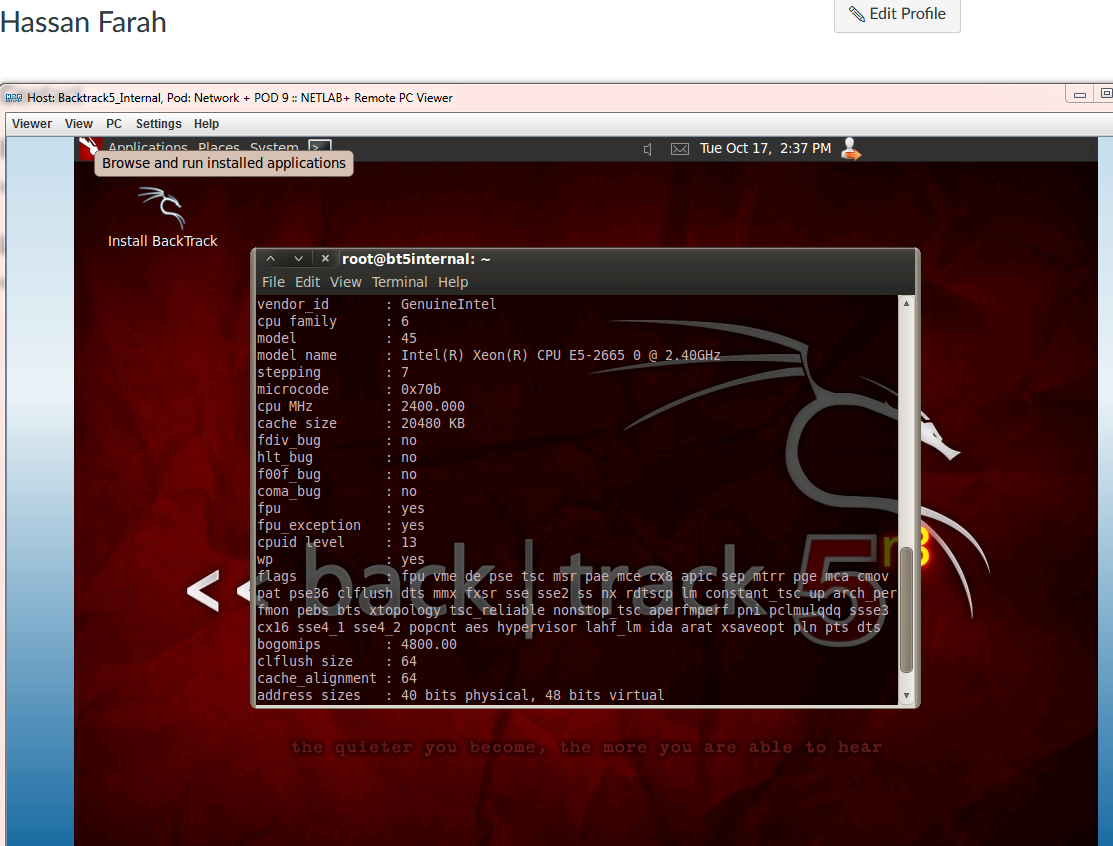 Hassan Farah
Edit Profile
Host: Backtrack5_Internal, Pod: Network + POD 9 :: NETLAB+ Remote PC Viewer
Viewer View PC Settings Help
Applications Places System
Tue Oct 17, 2:37 PM
Browse and run installed applications
Install BackTrack
root@bt5internal: ~
File Edit View Terminal Help
vendor_id : GenuineIntel
cpu family : 6
model : 45
model name : Intel(R) Xeon(R) CPU E5-2665 0 @ 2.40GHz
stepping : 7
microcode : 0x70b
cpu MHz : 2400.000
cache size : 20480 KB
fdiv_bug : no
hlt_bug : no
f00f_bug : no
coma_bug : no
fpu : yes
fpu_exception : yes
cpuid level : 13
wp : yes
flags : fpu vme de pse tsc msr pae mce cx8 apic sep mtrr pge mca cmov
pat pse36 clflush dts mmx fxsr sse sse2 ss nx rdtscp lm constant_tsc up arch_per
fmon pebs bts xtopology tsc_reliable nonstop_tsc aperfmperf pni pclmulqdq ssse3
cx16 sse4_1 sse4_2 popcnt aes hypervisor lahf_lm ida arat xsaveopt pln pts dts
bogomips : 4800.00
clflush size : 64
cache_alignment : 64
address sizes : 40 bits physical, 48 bits virtual
<< back|track 5 r3
the quieter you become, the more you are able to hear